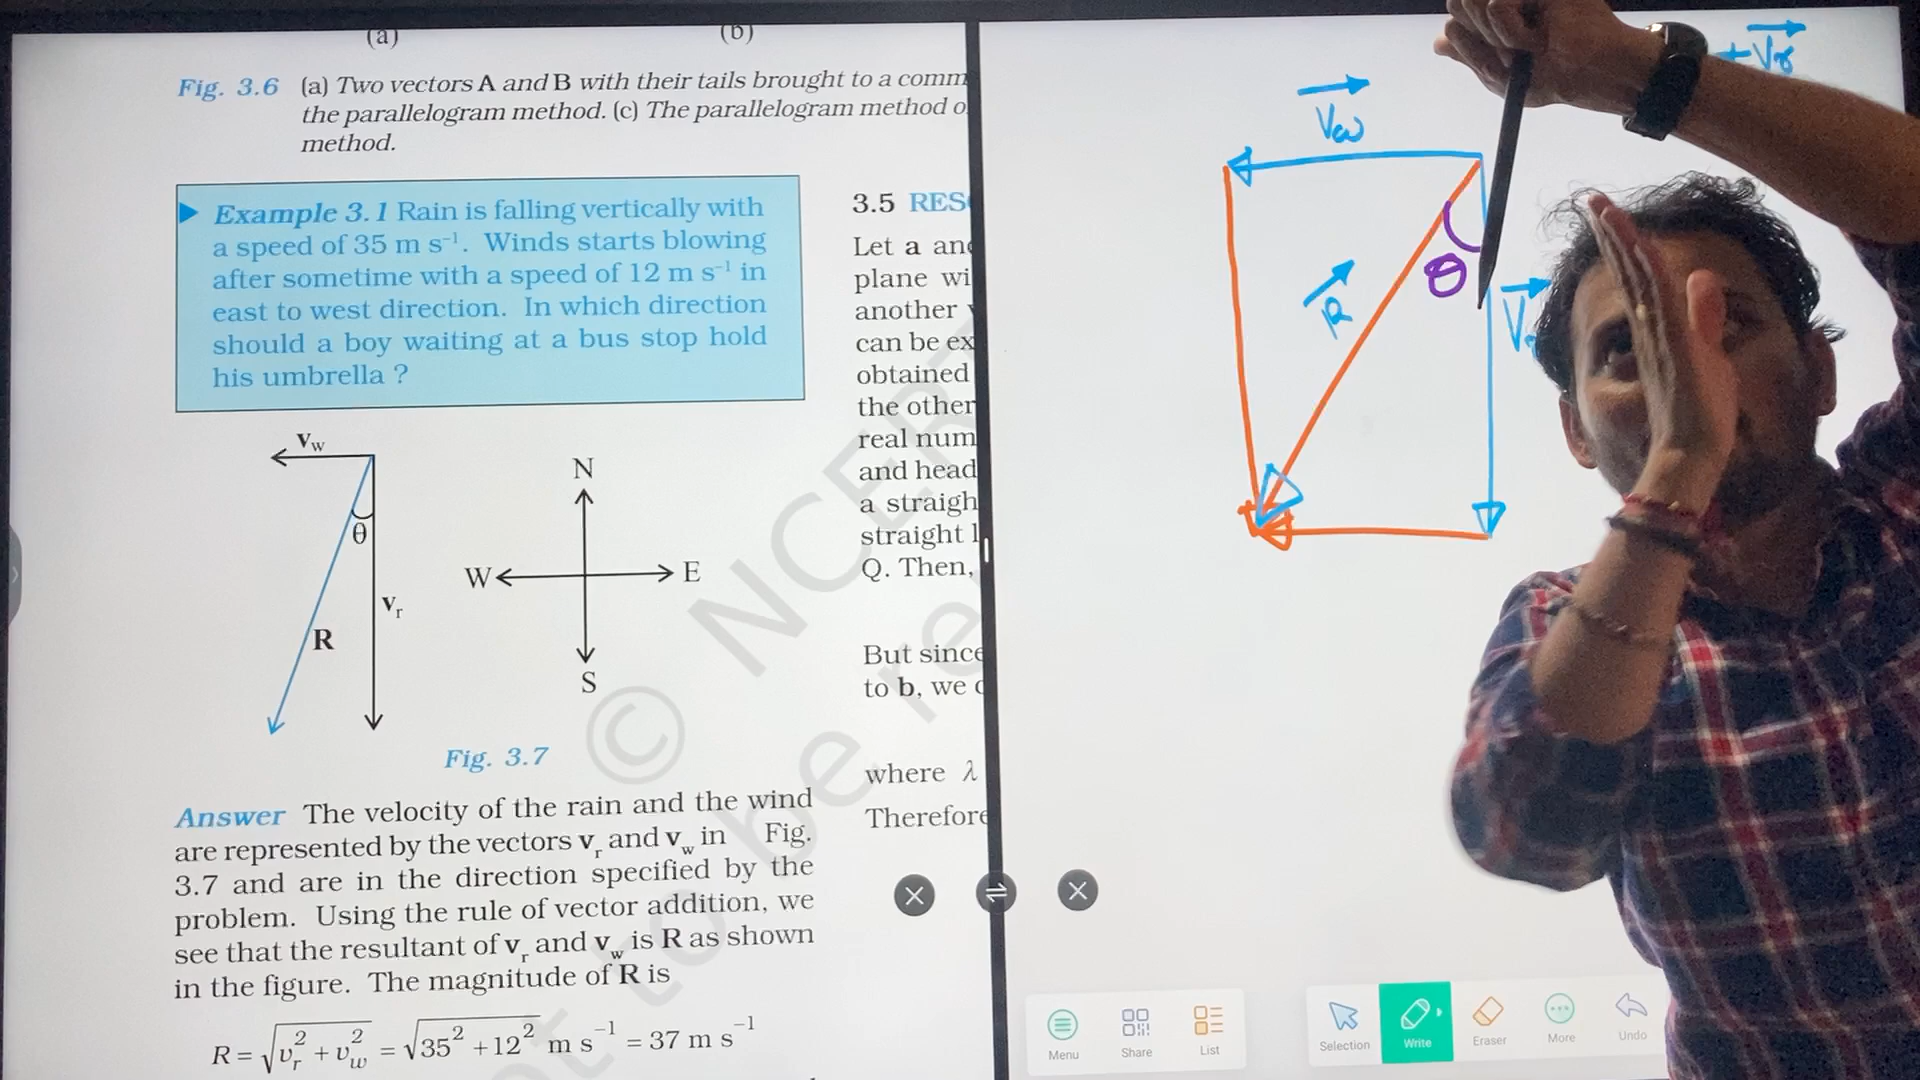 (a) (b)
Fig. 3.6 (a) Two vectors A and B with their tails brought to a comm
the parallelogram method. (c) The parallelogram method o
method.
Example 3.1 Rain is falling vertically with
a speed of 35 m s⁻¹. Winds starts blowing
after sometime with a speed of 12 m s⁻¹ in
east to west direction. In which direction
should a boy waiting at a bus stop hold
his umbrella ?
vw
θ
vr
R
N
W E
S
Fig. 3.7
Answer The velocity of the rain and the wind
are represented by the vectors vr and vw in Fig.
3.7 and are in the direction specified by the
problem. Using the rule of vector addition, we
see that the resultant of vr and vw is R as shown
in the figure. The magnitude of R is
R = √(vr² + vw²) = √(35² + 12²) m s⁻¹ = 37 m s⁻¹
3.5 RES
Let a an
plane wi
another
can be ex
obtained
the other
real num
and head
a straigh
straight l
Q. Then,
But since
to b, we
where λ
Therefore
© NCER
not to be re
+Vr
Vw
R
θ
V
Menu Share List Selection Write Eraser More Undo